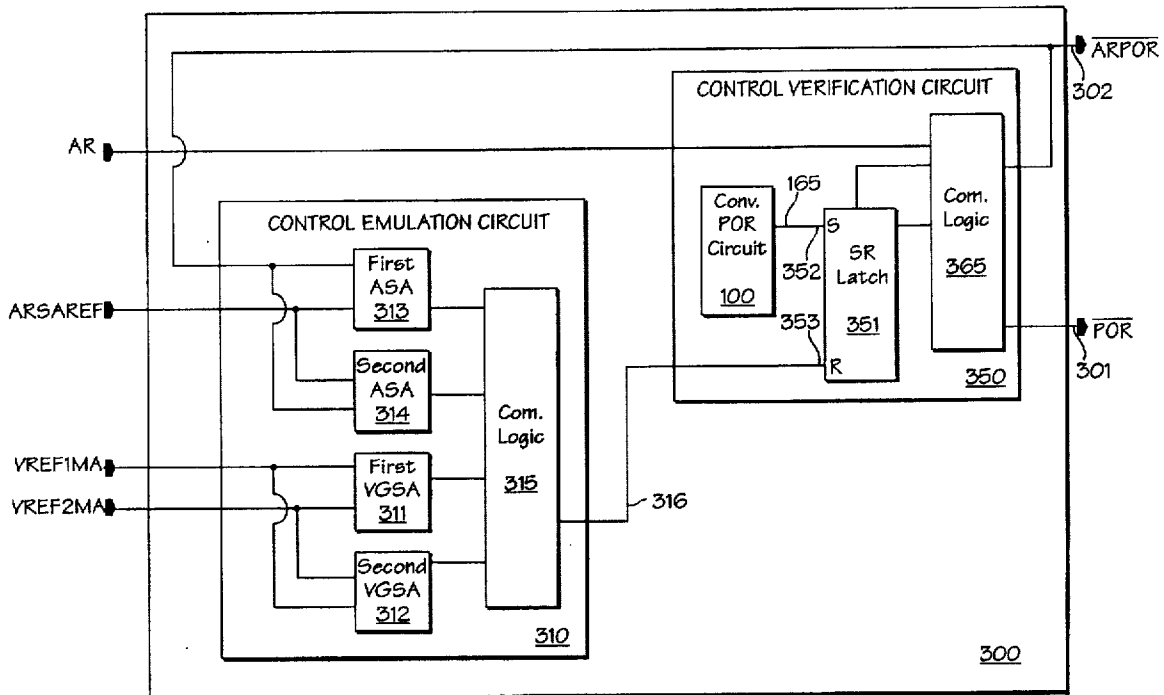 ARPOR
302
CONTROL VERIFICATION CIRCUIT
AR
165
Conv.
POR
Circuit
100
S
352
SR
Latch
351
353
R
Com.
Logic
365
350
POR
301
CONTROL EMULATION CIRCUIT
First
ASA
313
ARSAREF
Second
ASA
314
VREF1MA
VREF2MA
First
VGSA
311
Second
VGSA
312
Com.
Logic
315
316
310
300